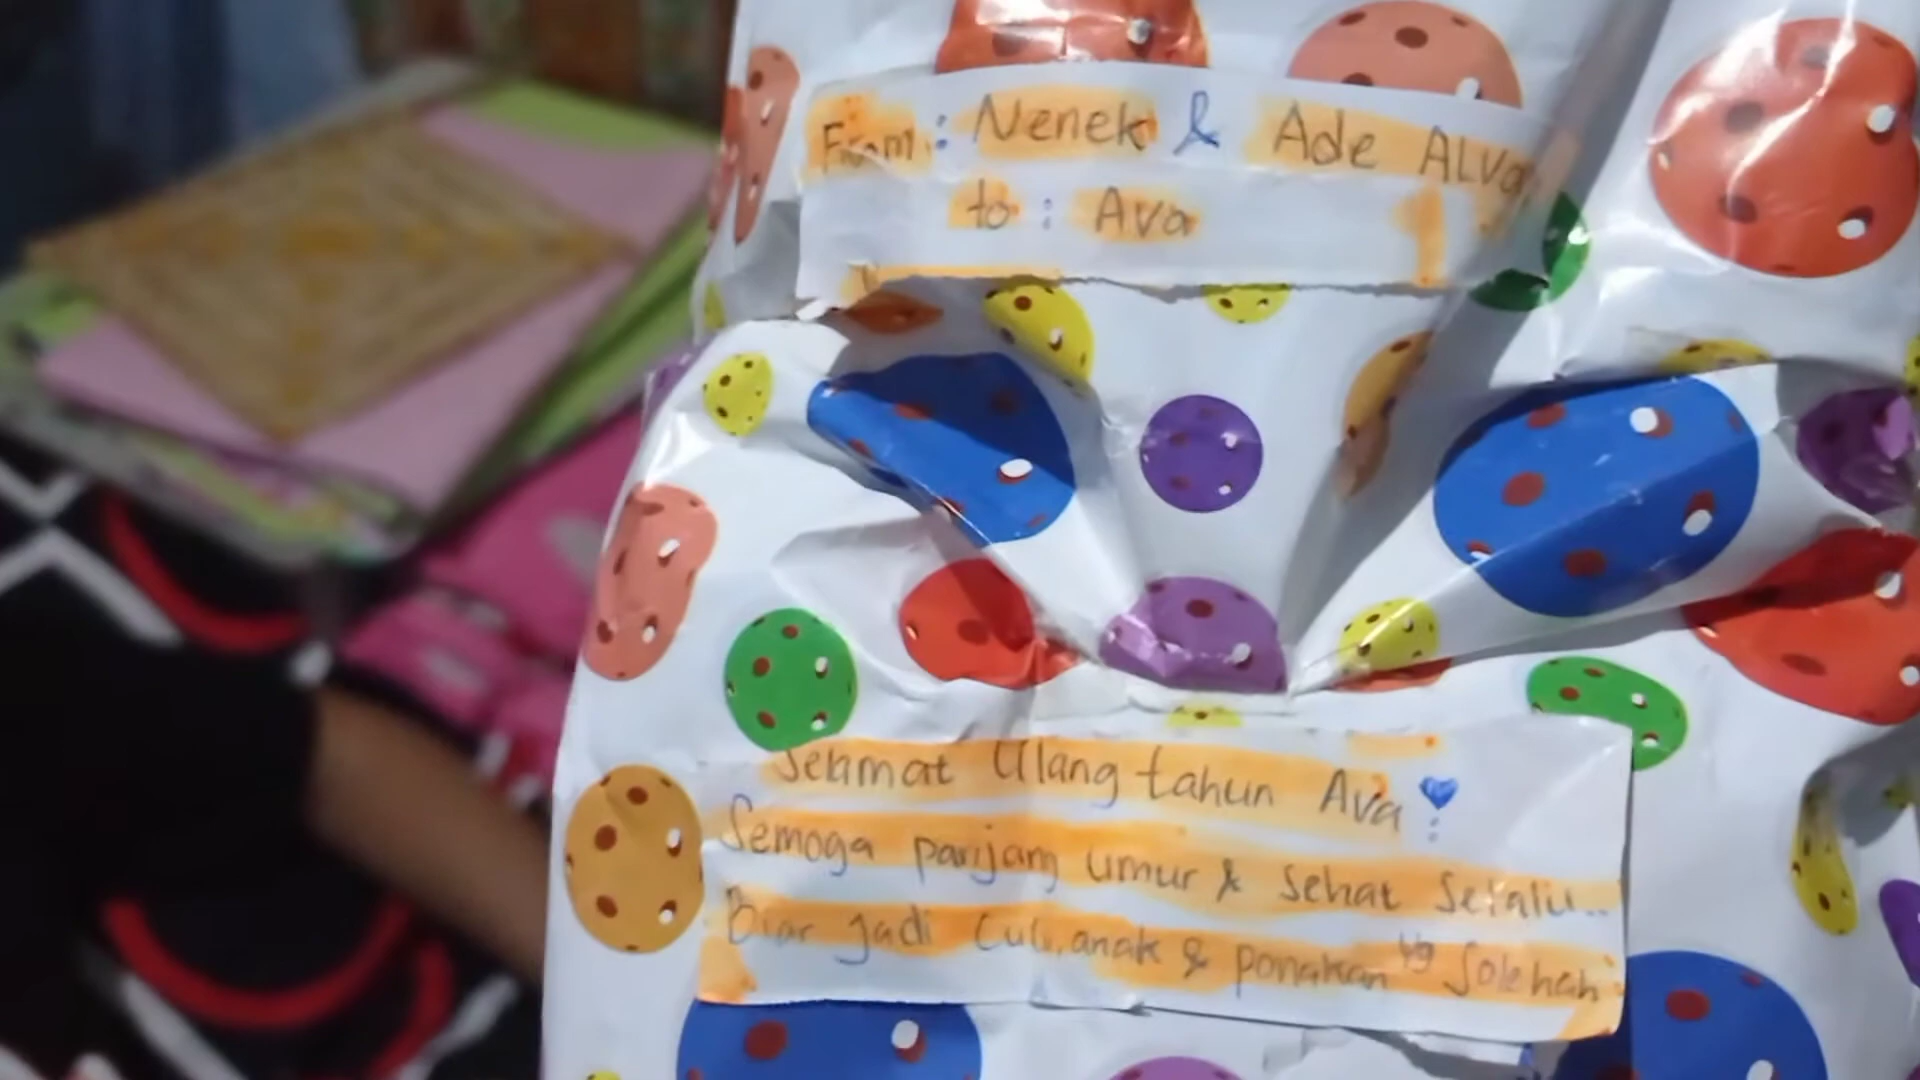 From : Nenek & Ade ALVa
to : Ava
Selamat Ulang tahun Ava
Semoga panjang umur & Sehat Selalu..
Biar jadi Cucu, anak & ponakan yg Solehah